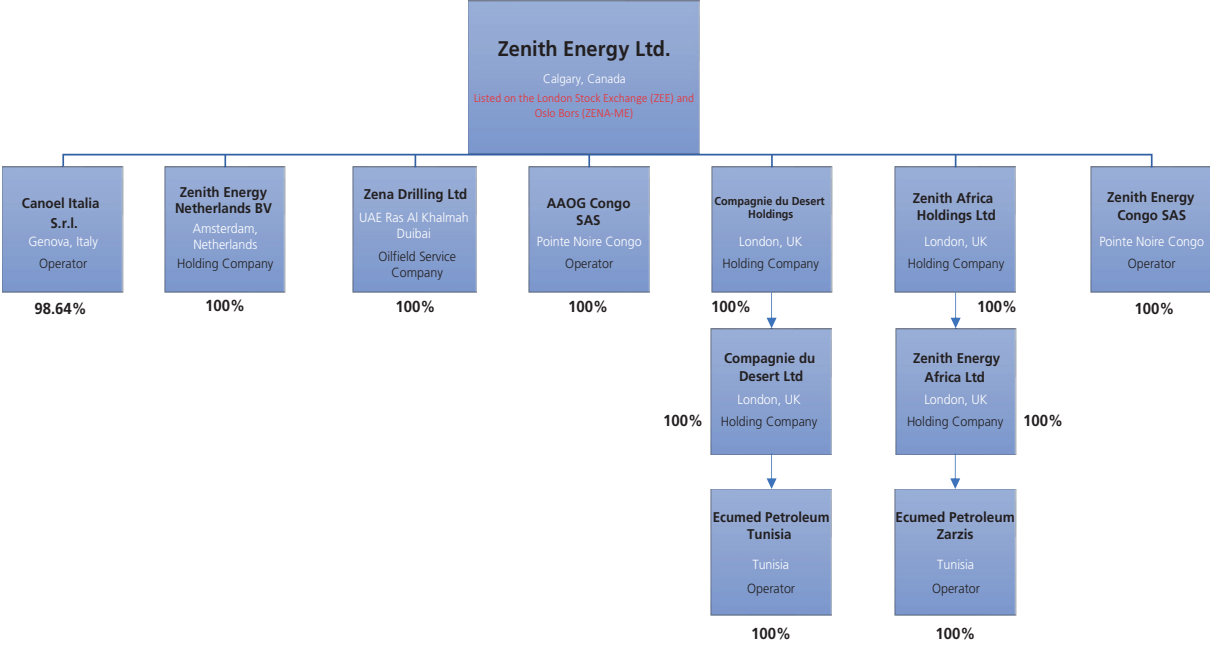 Zenith Energy Ltd.
Calgary, Canada
Listed on the London Stock Exchange (ZEE) and
Oslo Bors (ZENA-ME)
Canoel Italia
S.r.l.
Genova, Italy
Operator
98.64%
Zenith Energy
Netherlands BV
Amsterdam,
Netherlands
Holding Company
100%
Zena Drilling Ltd
UAE Ras Al Khalmah
Duibai
Oilfield Service
Company
100%
AAOG Congo
SAS
Pointe Noire Congo
Operator
100%
Compagnie du Desert
Holdings
London, UK
Holding Company
100%
Zenith Africa
Holdings Ltd
London, UK
Holding Company
100%
Zenith Energy
Congo SAS
Pointe Noire Congo
Operator
100%
Compagnie du
Desert Ltd
London, UK
Holding Company
100%
Zenith Energy
Africa Ltd
London, UK
Holding Company
100%
Ecumed Petroleum
Tunisia
Tunisia
Operator
100%
Ecumed Petroleum
Zarzis
Tunisia
Operator
100%